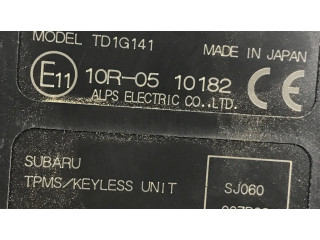 MODEL TD1G141 MADE IN JAPAN
E11 10R-05 10182 CE
ALPS ELECTRIC CO.,LTD.
SUBARU
TPMS/KEYLESS UNIT SJ060